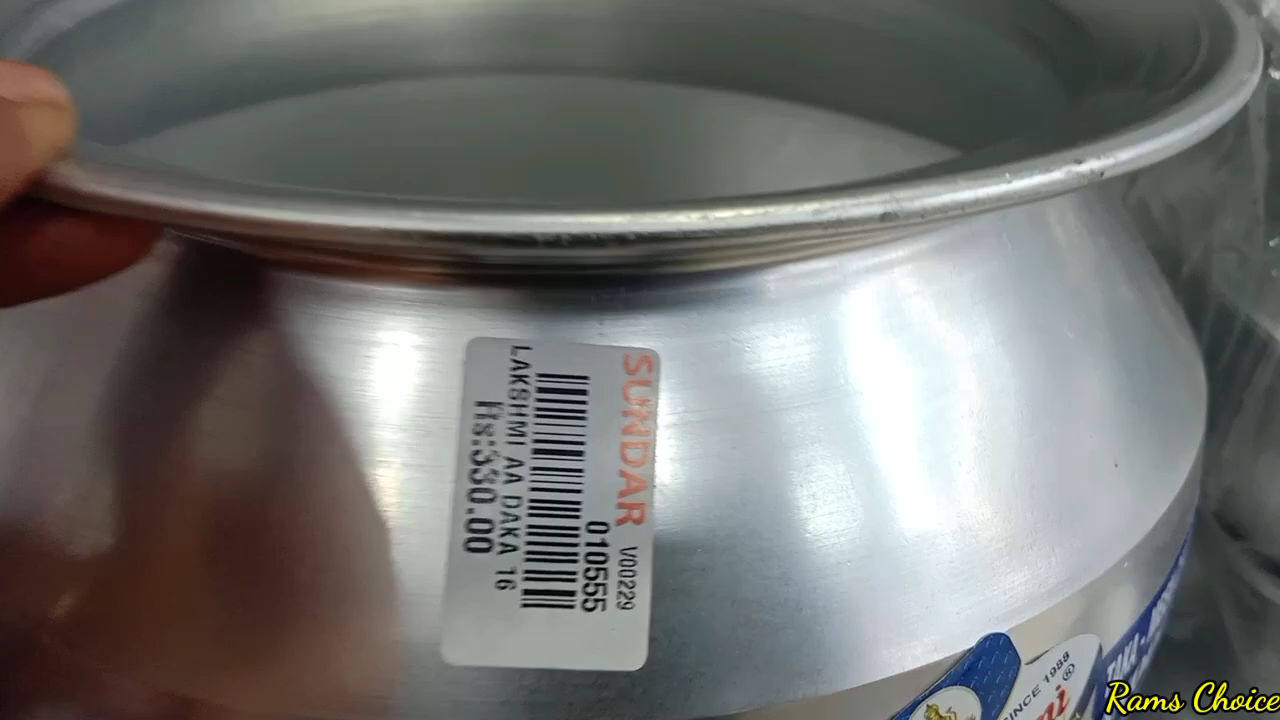 SUNDAR V00229
010555
LAKSHMI AA DAKA 16
Rs:330.00
SINCE 1988
®
Rams Choice